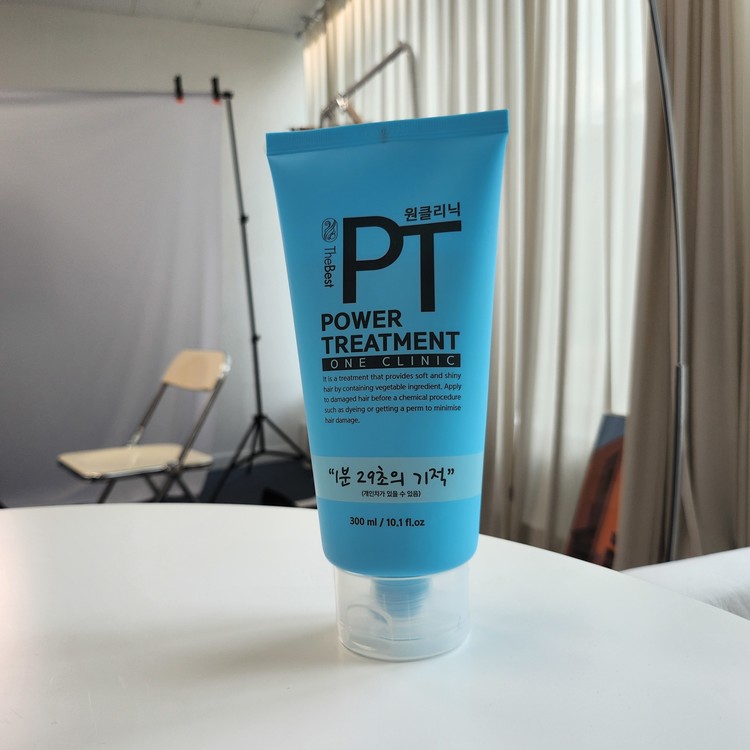 원클리닉
TheBest
PT
POWER
TREATMENT
ONE CLINIC
It is a treatment that provides soft and shiny
hair by containing vegetable ingredient. Apply
to damaged hair before a chemical procedure
such as dyeing or getting a perm to minimise
hair damage.
“1분 29초의 기적”
(개인차가 있을 수 있음)
300 ml / 10.1 fl.oz